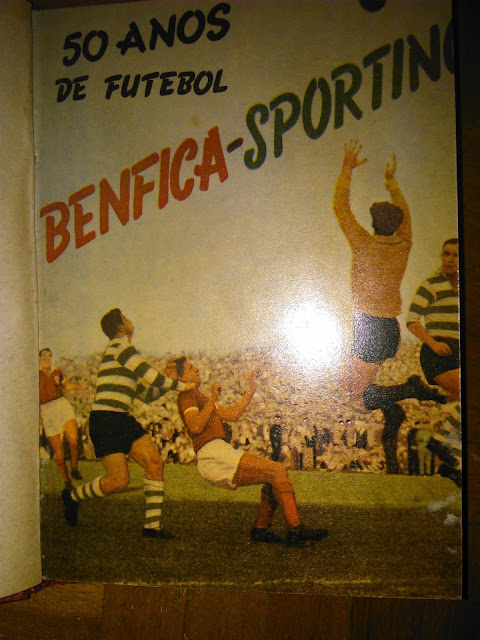 50 ANOS
DE FUTEBOL
BENFICA-SPORTING